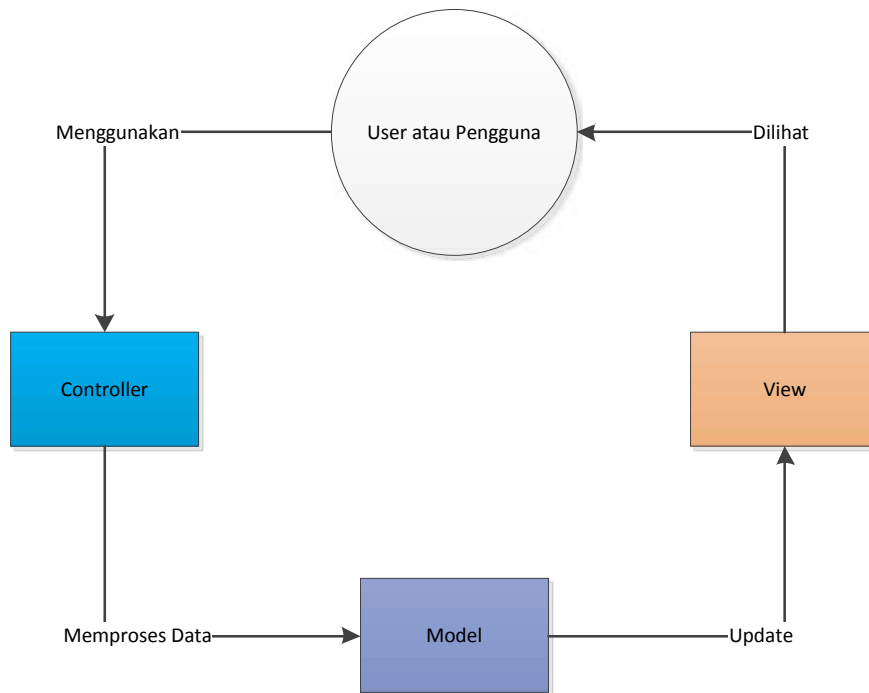 User atau Pengguna
Menggunakan
Dilihat
Controller
View
Memproses Data
Model
Update